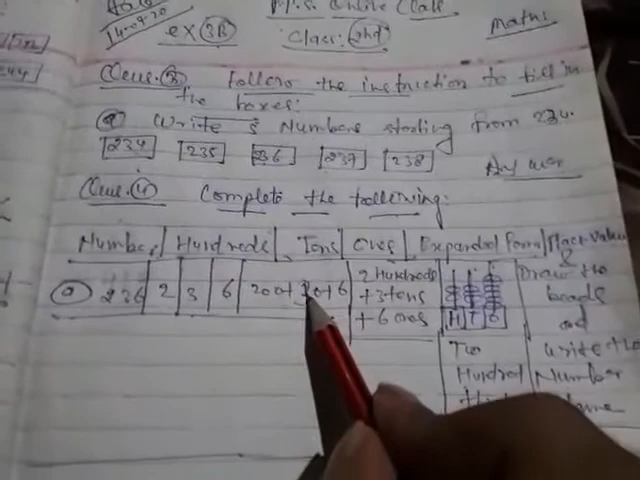 14-07-20
Online Class
Maths
ex 3B
Class: 2nd
Ques. 3 Follow the instruction to fill in
the boxes:
a Write 5 Numbers starting from 234.
234 235 236 237 238
Ques. 4 Complete the following:
Number Hundreds Tens Ones Expanded Form Place Value
a 236 2 3 6 200+30+6 2 Hundreds Draw the
+3 tens beads
+6 ones H T O and
Two write the
Hundred Number